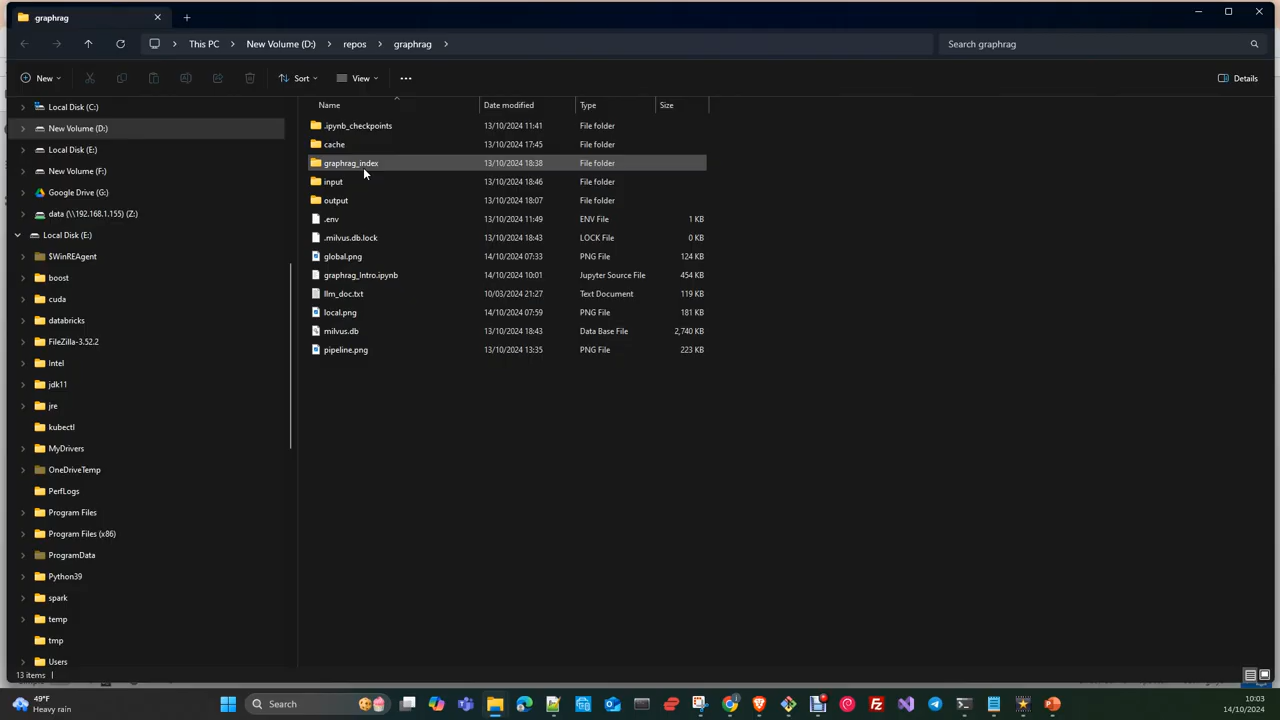 graphrag
This PC
New Volume (D:)
repos
graphrag
Search graphrag
New
Sort
View
Details
Local Disk (C:)
New Volume (D:)
Local Disk (E:)
New Volume (F:)
Google Drive (G:)
data (\\192.168.1.155) (Z:)
Local Disk (E:)
$WinREAgent
boost
cuda
databricks
FileZilla-3.52.2
Intel
jdk11
jre
kubectl
MyDrivers
OneDriveTemp
PerfLogs
Program Files
Program Files (x86)
ProgramData
Python39
spark
temp
tmp
Users
Name Date modified Type Size
.ipynb_checkpoints 13/10/2024 11:41 File folder
cache 13/10/2024 17:45 File folder
graphrag_index 13/10/2024 18:38 File folder
input 13/10/2024 18:46 File folder
output 13/10/2024 18:07 File folder
.env 13/10/2024 11:49 ENV File 1 KB
.milvus.db.lock 13/10/2024 18:43 LOCK File 0 KB
global.png 14/10/2024 07:33 PNG File 124 KB
graphrag_Intro.ipynb 14/10/2024 10:01 Jupyter Source File 454 KB
llm_doc.txt 10/03/2024 21:27 Text Document 119 KB
local.png 14/10/2024 07:59 PNG File 181 KB
milvus.db 13/10/2024 18:43 Data Base File 2,740 KB
pipeline.png 13/10/2024 13:35 PNG File 223 KB
13 items
49°F
Heavy rain
Search
10:03
14/10/2024